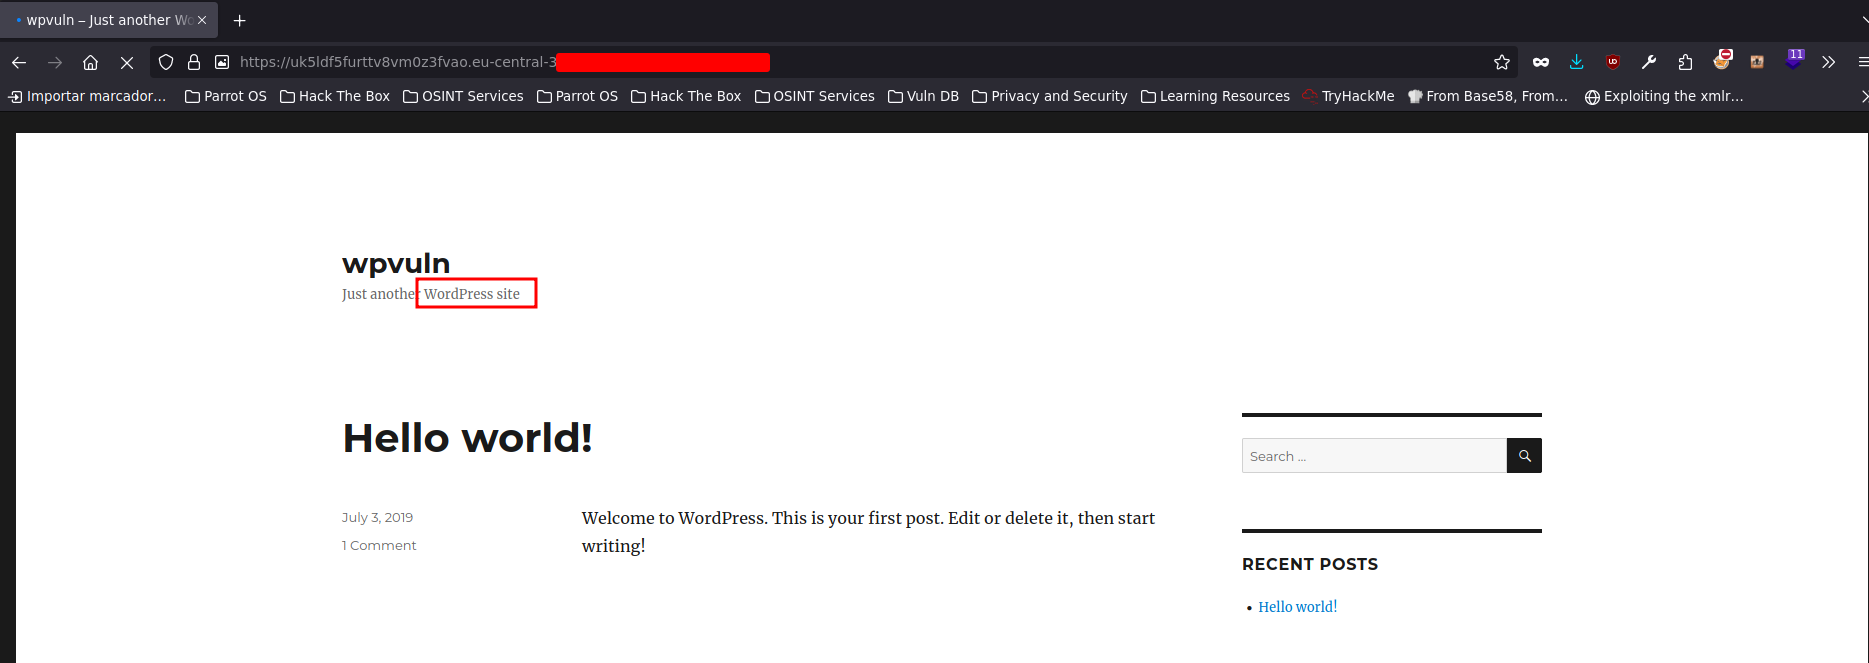 wpvuln – Just another Wo
https://uk5ldf5furttv8vm0z3fvao.eu-central-3
11
Importar marcador... Parrot OS Hack The Box OSINT Services Parrot OS Hack The Box OSINT Services Vuln DB Privacy and Security Learning Resources TryHackMe From Base58, From... Exploiting the xmlr...
wpvuln
Just another WordPress site
Hello world!
Search ...
July 3, 2019
1 Comment
Welcome to WordPress. This is your first post. Edit or delete it, then start
writing!
RECENT POSTS
Hello world!